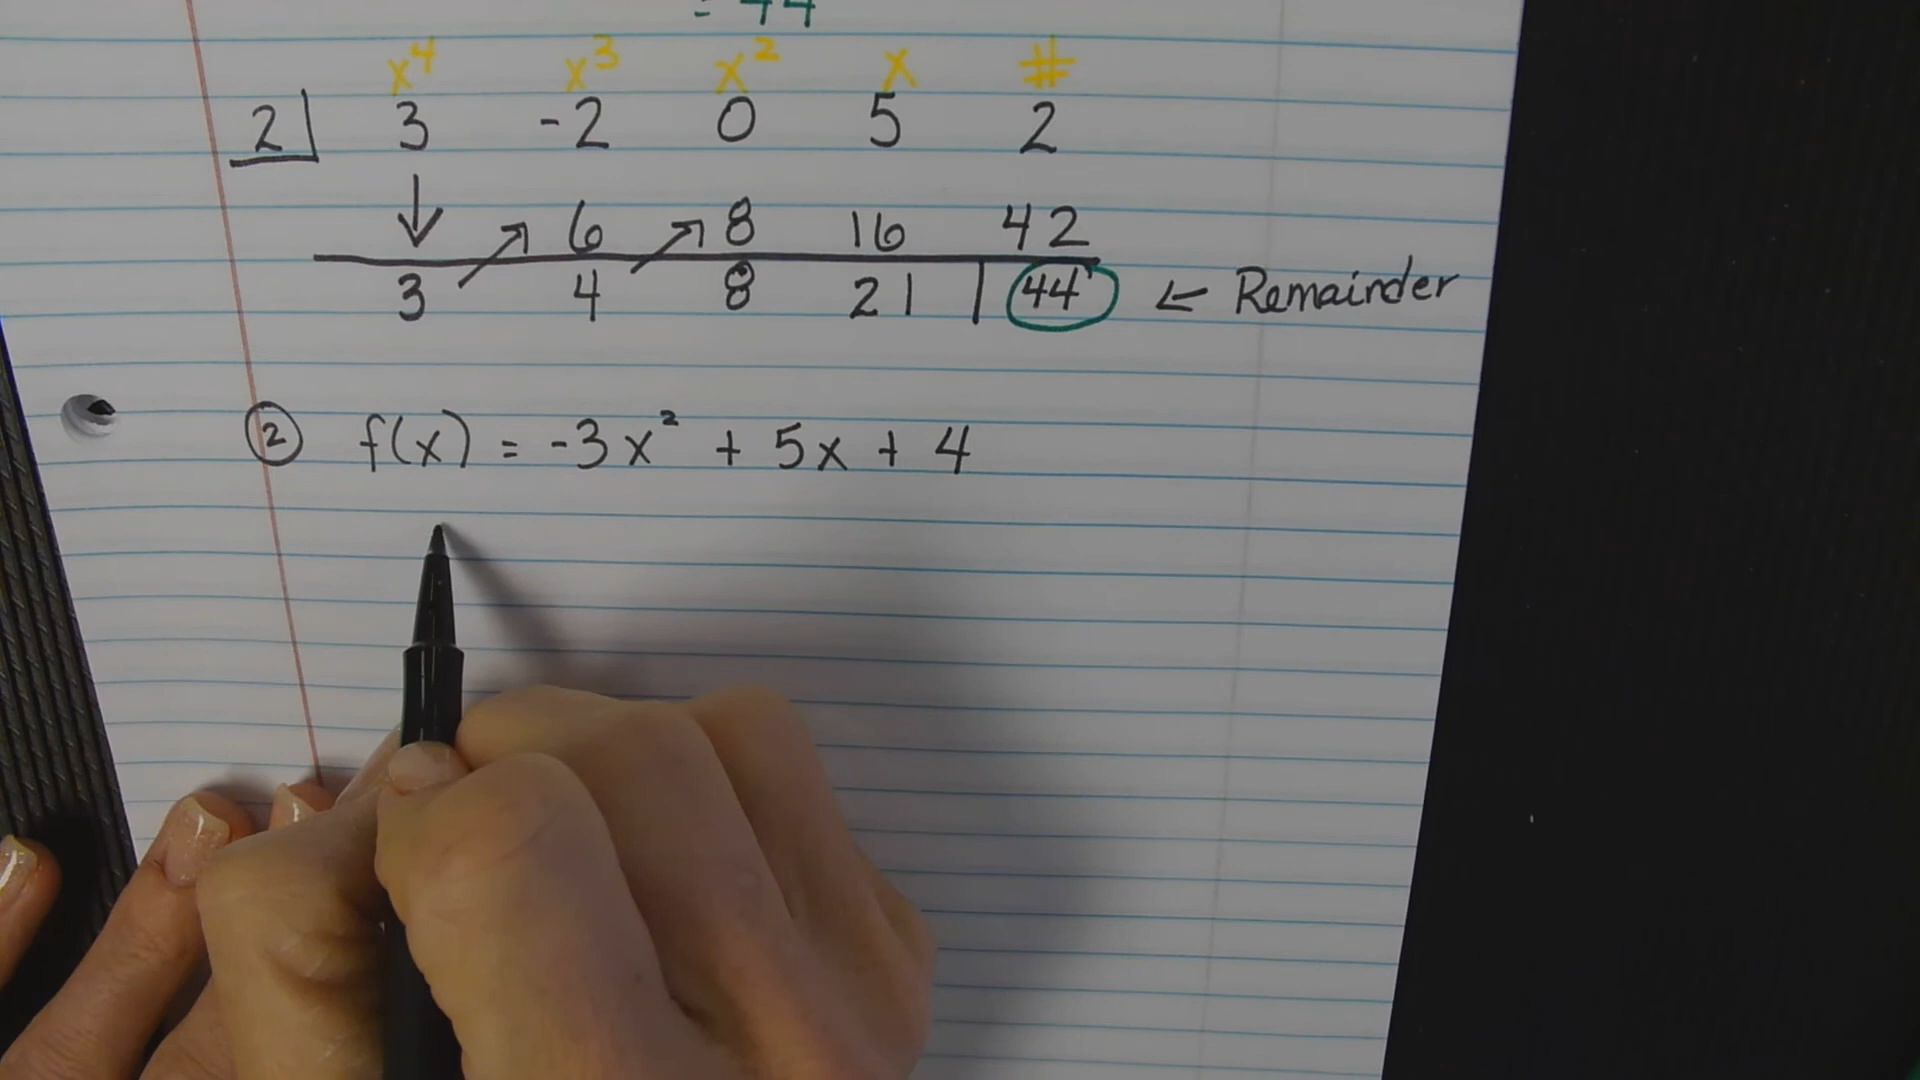 = 44
x⁴ x³ x² x #
2| 3 -2 0 5 2
↓ ↗ 6 ↗ 8 16 42
3 4 8 21 | 44 ← Remainder
② f(x) = -3x² + 5x + 4